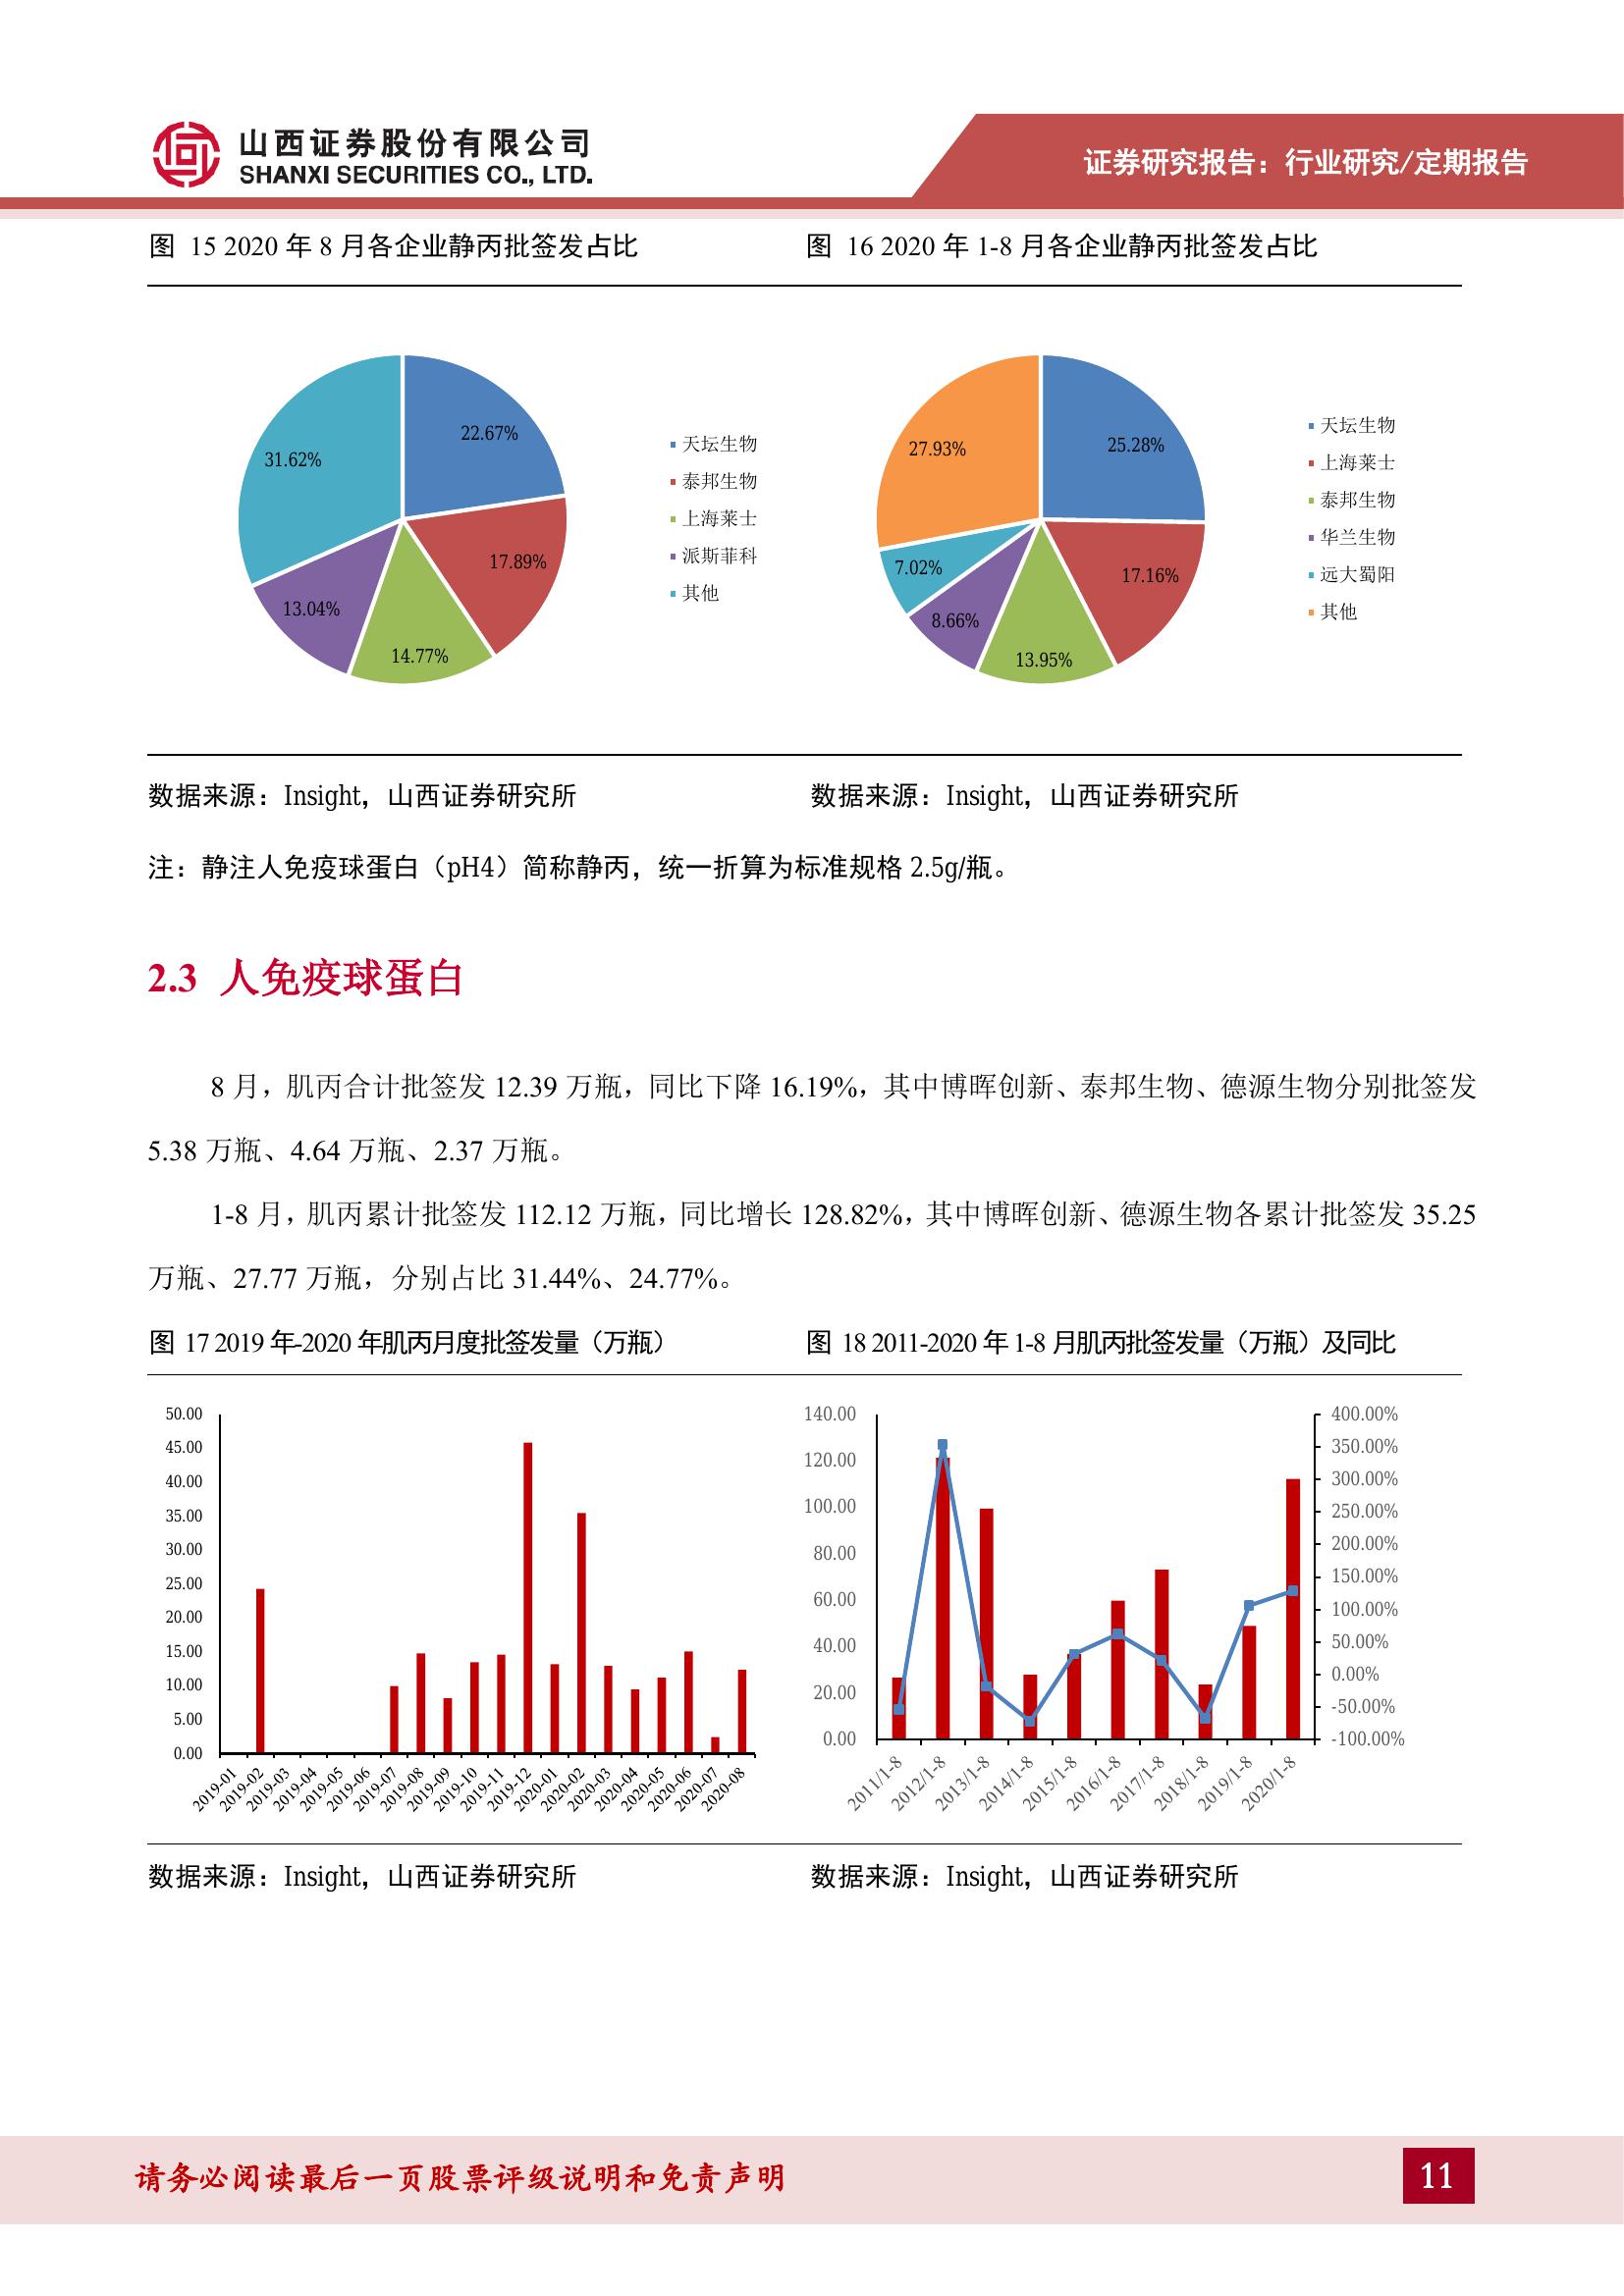 山西证券股份有限公司
SHANXI SECURITIES CO., LTD.
证券研究报告：行业研究/定期报告
图 15 2020 年 8 月各企业静丙批签发占比
图 16 2020 年 1-8 月各企业静丙批签发占比
22.67%
17.89%
14.77%
13.04%
31.62%
天坛生物
泰邦生物
上海莱士
派斯菲科
其他
25.28%
17.16%
13.95%
8.66%
7.02%
27.93%
天坛生物
上海莱士
泰邦生物
华兰生物
远大蜀阳
其他
数据来源：Insight，山西证券研究所
数据来源：Insight，山西证券研究所
注：静注人免疫球蛋白（pH4）简称静丙，统一折算为标准规格 2.5g/瓶。
2.3 人免疫球蛋白
8 月，肌丙合计批签发 12.39 万瓶，同比下降 16.19%，其中博晖创新、泰邦生物、德源生物分别批签发
5.38 万瓶、4.64 万瓶、2.37 万瓶。
1-8 月，肌丙累计批签发 112.12 万瓶，同比增长 128.82%，其中博晖创新、德源生物各累计批签发 35.25
万瓶、27.77 万瓶，分别占比 31.44%、24.77%。
图 17 2019 年-2020 年肌丙月度批签发量（万瓶）
图 18 2011-2020 年 1-8 月肌丙批签发量（万瓶）及同比
50.00
45.00
40.00
35.00
30.00
25.00
20.00
15.00
10.00
5.00
0.00
2019-01
2019-02
2019-03
2019-04
2019-05
2019-06
2019-07
2019-08
2019-09
2019-10
2019-11
2019-12
2020-01
2020-02
2020-03
2020-04
2020-05
2020-06
2020-07
2020-08
140.00
120.00
100.00
80.00
60.00
40.00
20.00
0.00
400.00%
350.00%
300.00%
250.00%
200.00%
150.00%
100.00%
50.00%
0.00%
-50.00%
-100.00%
2011/1-8
2012/1-8
2013/1-8
2014/1-8
2015/1-8
2016/1-8
2017/1-8
2018/1-8
2019/1-8
2020/1-8
数据来源：Insight，山西证券研究所
数据来源：Insight，山西证券研究所
请务必阅读最后一页股票评级说明和免责声明
11